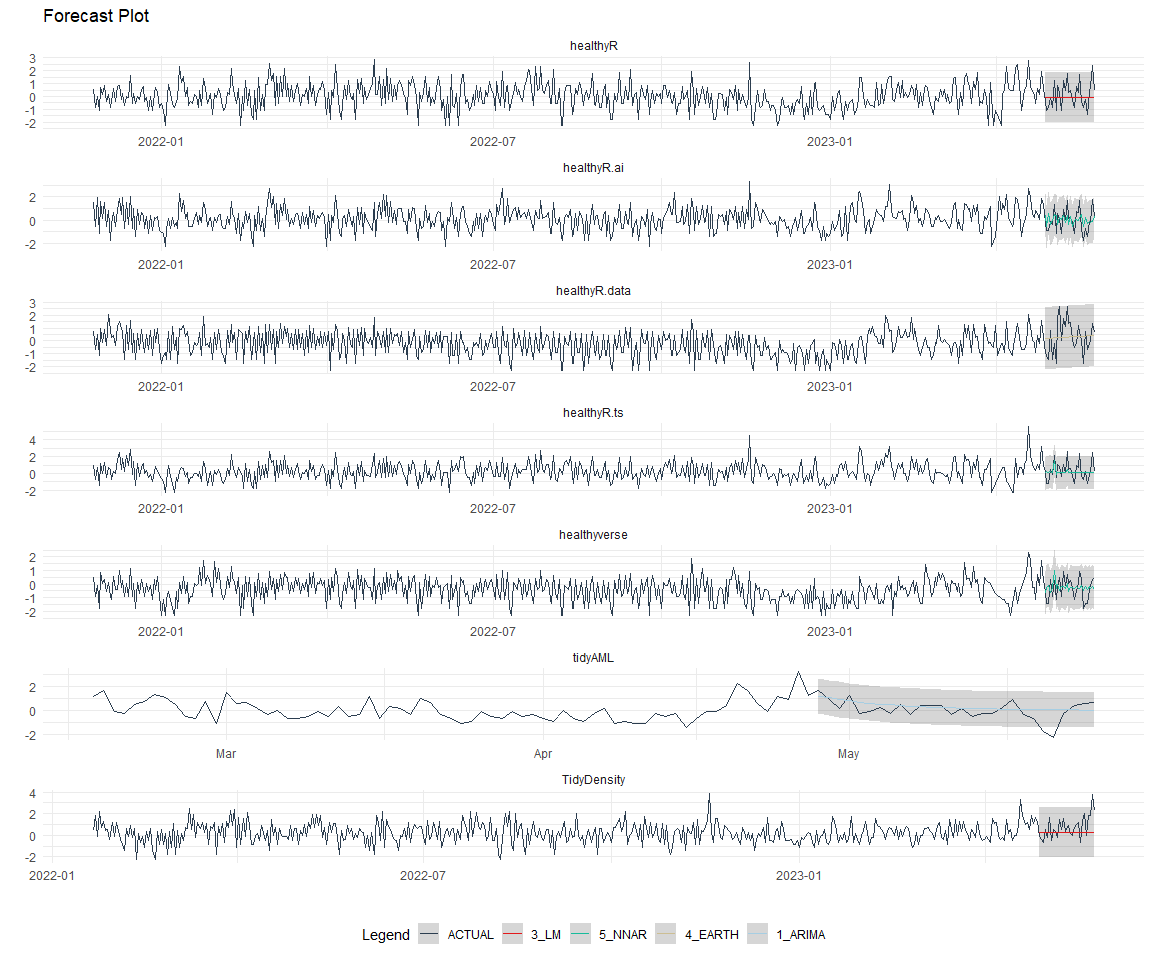 Forecast Plot
healthyR
3
2
1
0
-1
-2
2022-01 2022-07 2023-01
healthyR.ai
2
0
-2
2022-01 2022-07 2023-01
healthyR.data
3
2
1
0
-1
-2
2022-01 2022-07 2023-01
healthyR.ts
4
2
0
-2
2022-01 2022-07 2023-01
healthyverse
2
1
0
-1
-2
2022-01 2022-07 2023-01
tidyAML
2
0
-2
Mar Apr May
TidyDensity
4
2
0
-2
2022-01 2022-07 2023-01
Legend ACTUAL 3_LM 5_NNAR 4_EARTH 1_ARIMA